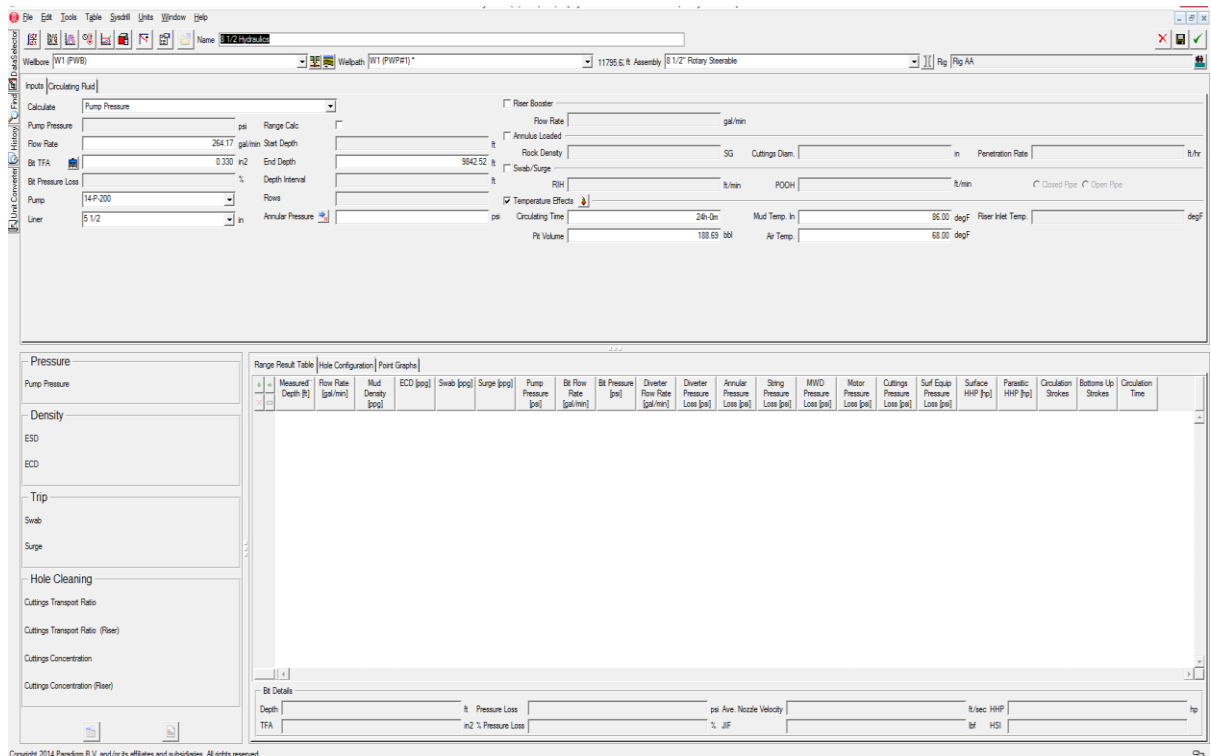 File Edit Tools Table Sysdrill Units Window Help
Name 8 1/2 Hydraulics
Wellbore W1 (PWB) Wellpath W1 (PWP#1) * 11795.62 ft Assembly 8 1/2" Rotary Steerable Rig Rig AA
DataSelector
Find
History
Unit Converter
Inputs Circulating Fluid
Calculate Pump Pressure
Pump Pressure psi Range Calc
Flow Rate 264.17 gal/min Start Depth ft
Bit TFA 0.330 in2 End Depth 9842.52 ft
Bit Pressure Loss % Depth Interval ft
Pump 14-P-200 Rows
Liner 5 1/2 in Annular Pressure psi
Riser Booster
Flow Rate gal/min
Annulus Loaded
Rock Density SG Cuttings Diam. in Penetration Rate ft/hr
Swab/Surge
RIH ft/min POOH ft/min Closed Pipe Open Pipe
Temperature Effects
Circulating Time 24h-0m Mud Temp. In 86.00 degF Riser Inlet Temp. degF
Pit Volume 188.69 bbl Air Temp. 68.00 degF
Pressure
Pump Pressure
Density
ESD
ECD
Trip
Swab
Surge
Hole Cleaning
Cuttings Transport Ratio
Cuttings Transport Ratio (Riser)
Cuttings Concentration
Cuttings Concentration (Riser)
Range Result Table Hole Configuration Point Graphs
Measured Flow Rate Mud ECD [ppg] Swab [ppg] Surge [ppg] Pump Bit Flow Bit Pressure Diverter Diverter Annular String MWD Motor Cuttings Surf Equip Surface Parasitic Circulation Bottoms Up Circulation
Depth [ft] [gal/min] Density Pressure Rate [psi] Flow Rate Pressure Pressure Pressure Pressure Pressure Pressure Pressure HHP [hp] HHP [hp] Strokes Strokes Time
[ppg] [psi] [gal/min] [gal/min] Loss [psi] Loss [psi] Loss [psi] Loss [psi] Loss [psi] Loss [psi] Loss [psi]
Bit Details
Depth ft Pressure Loss psi Ave. Nozzle Velocity ft/sec HHP hp
TFA in2 % Pressure Loss % JIF lbf HSI
Copyright 2014 Paradigm B.V. and/or its affiliates and subsidiaries. All rights reserved.